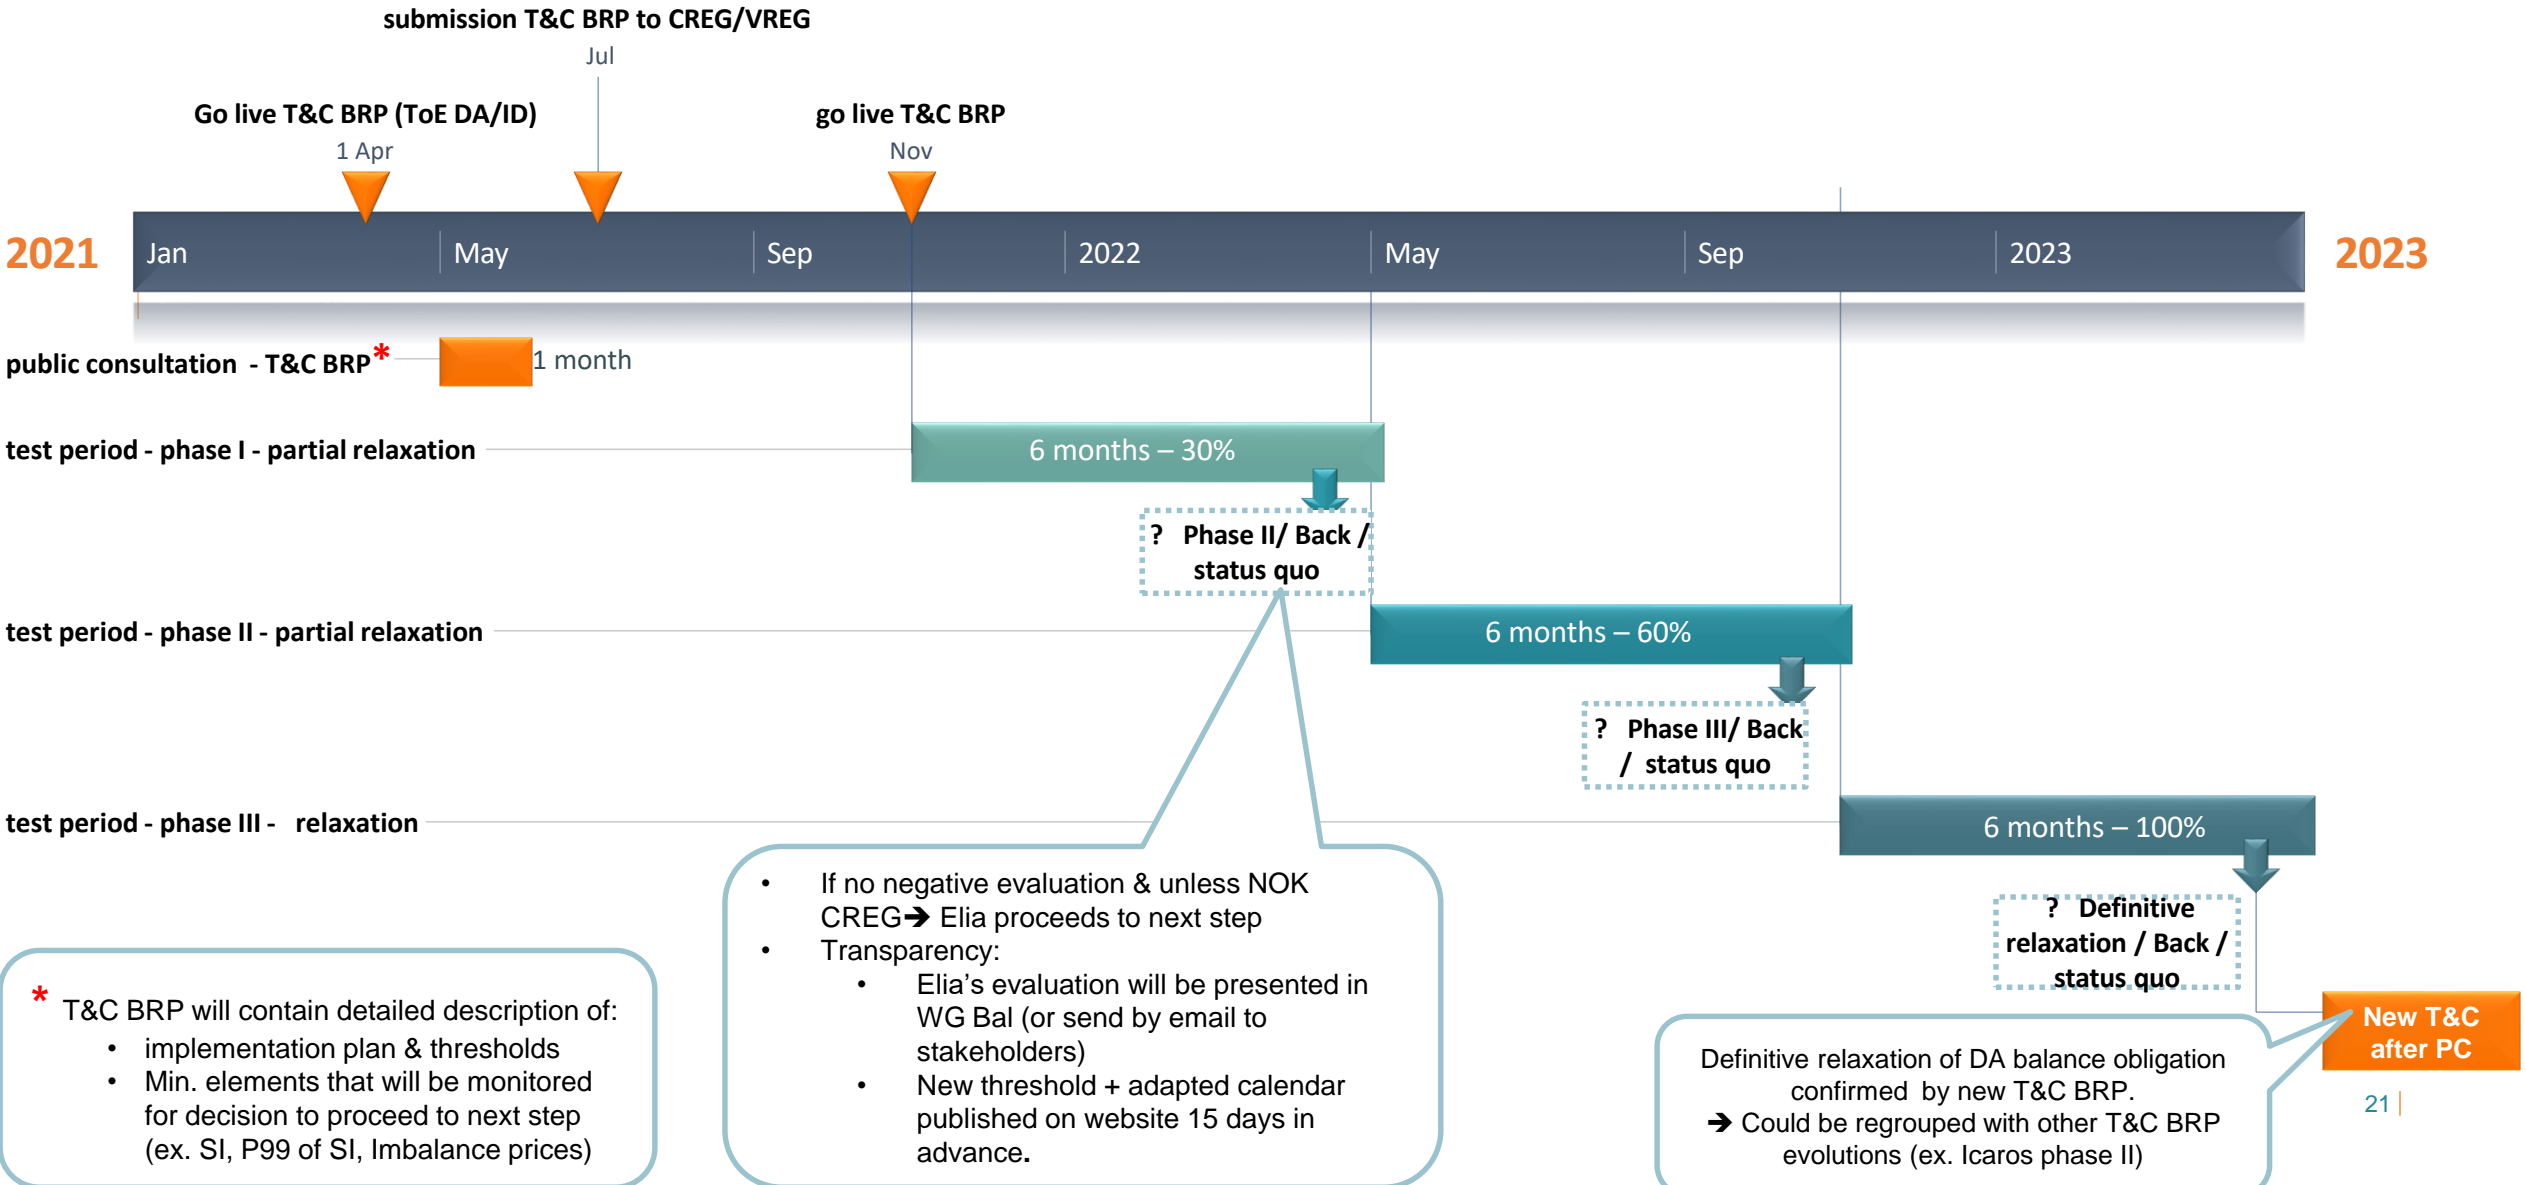 submission T&C BRP to CREG/VREG
Jul
Go live T&C BRP (ToE DA/ID)
1 Apr
go live T&C BRP
Nov
2021
Jan
May
Sep
2022
May
Sep
2023
2023
public consultation - T&C BRP*
1 month
test period - phase I - partial relaxation
6 months – 30%
? Phase II/ Back /
status quo
test period - phase II - partial relaxation
6 months – 60%
? Phase III/ Back
/ status quo
test period - phase III - relaxation
6 months – 100%
? Definitive
relaxation / Back /
status quo
New T&C
after PC
* T&C BRP will contain detailed description of:
• implementation plan & thresholds
• Min. elements that will be monitored
for decision to proceed to next step
(ex. SI, P99 of SI, Imbalance prices)
• If no negative evaluation & unless NOK
CREG➔ Elia proceeds to next step
• Transparency:
• Elia’s evaluation will be presented in
WG Bal (or send by email to
stakeholders)
• New threshold + adapted calendar
published on website 15 days in
advance.
Definitive relaxation of DA balance obligation
confirmed by new T&C BRP.
➔ Could be regrouped with other T&C BRP
evolutions (ex. Icaros phase II)
21